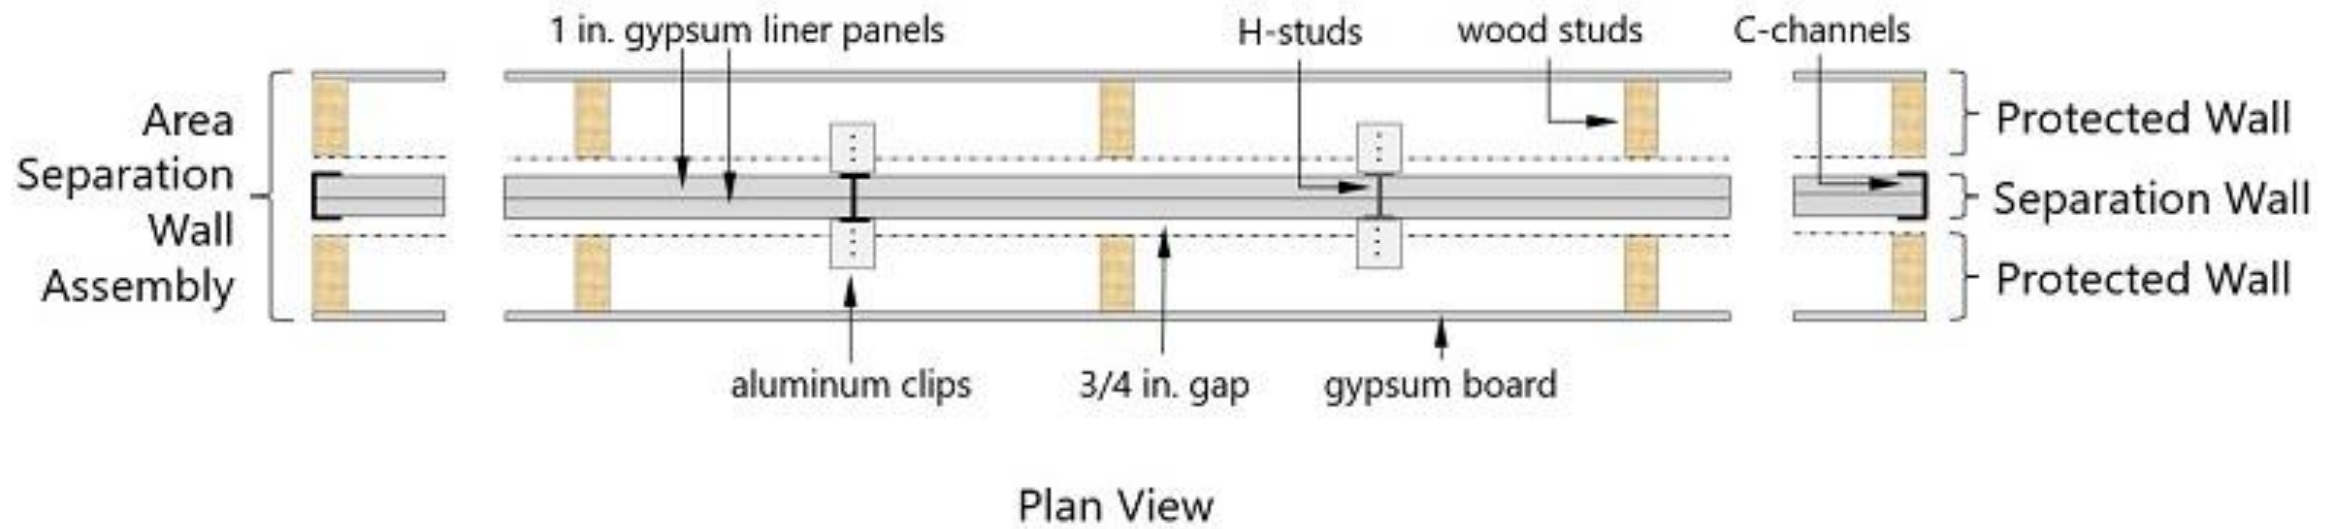 1 in. gypsum liner panels
H-studs
wood studs
C-channels
Area
Separation
Wall
Assembly
Protected Wall
Separation Wall
Protected Wall
aluminum clips
3/4 in. gap
gypsum board
Plan View